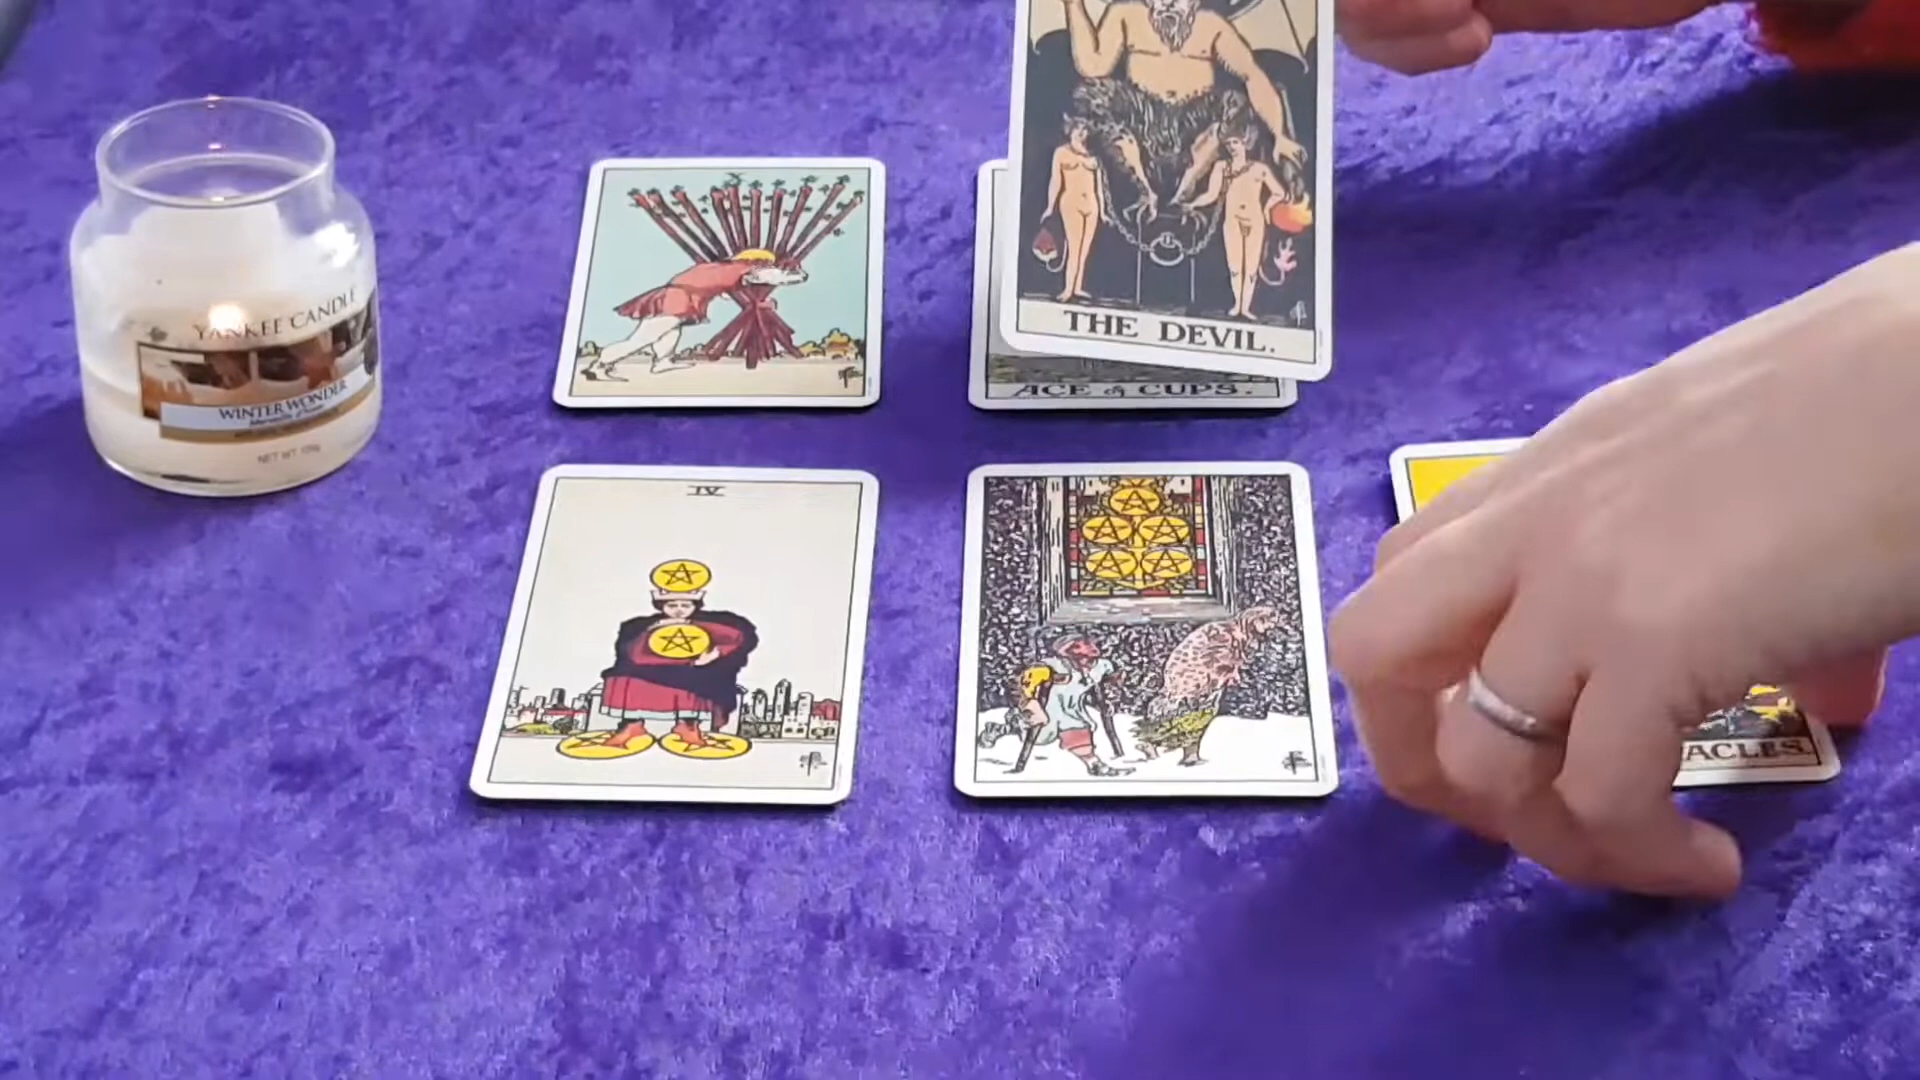 YANKEE CANDLE
WINTER WONDER
NET WT
X
THE DEVIL.
ACE of CUPS.
IV
ACLES.